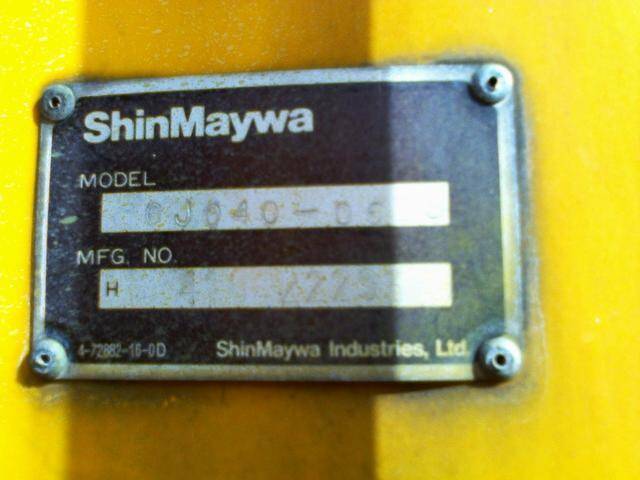 ShinMaywa
MODEL
MFG. NO.
H
4-72882-16-0D
ShinMaywa Industries, Ltd.